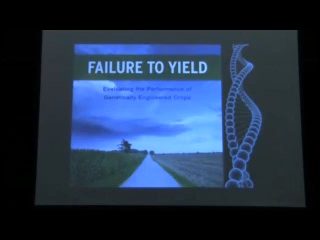 FAILURE TO YIELD
Evaluating the Performance of
Genetically Engineered Crops